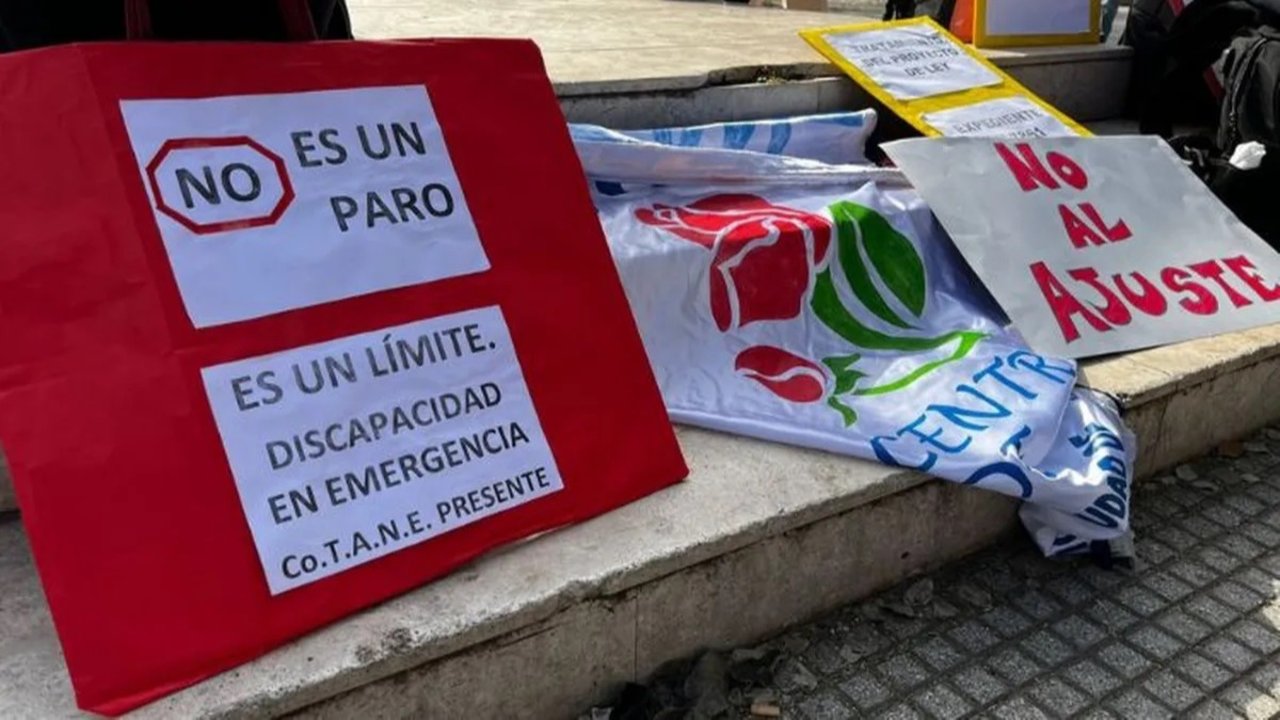 NO ES UN
PARO
ES UN LÍMITE.
DISCAPACIDAD
EN EMERGENCIA
Co.T.A.N.E. PRESENTE
TRATAMIENTO
DEL PROYECTO
DE LEY
EXPEDIENTE
NO
AL
AJUSTE
CENTR